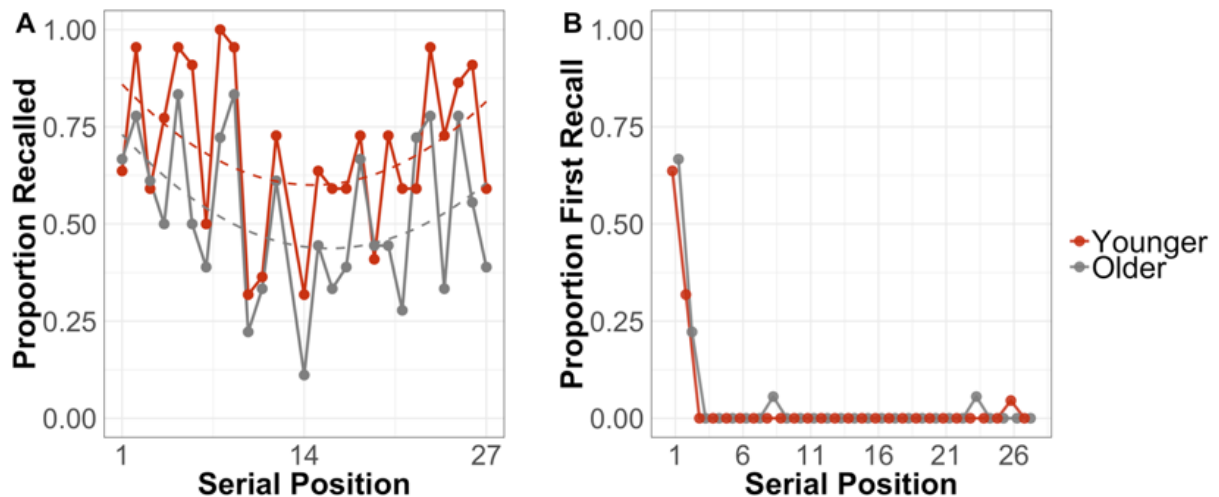 A
Proportion Recalled
1.00
0.75
0.50
0.25
0.00
1 14 27
Serial Position
B
Proportion First Recall
1.00
0.75
0.50
0.25
0.00
1 6 11 16 21 26
Serial Position
Younger
Older